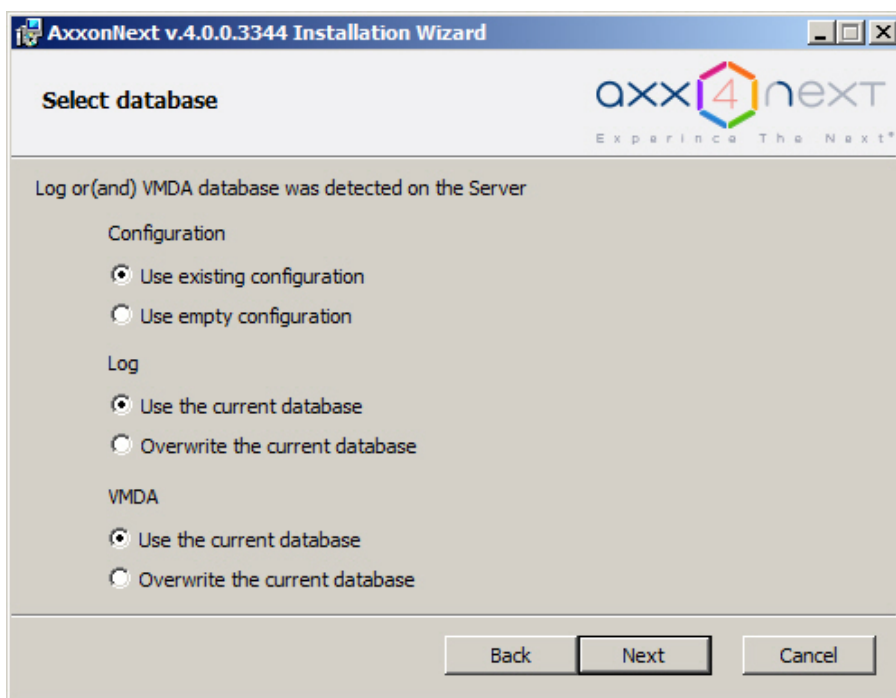 AxxonNext v.4.0.0.3344 Installation Wizard
Select database
axx4next
Experince The Next
Log or(and) VMDA database was detected on the Server
Configuration
Use existing configuration
Use empty configuration
Log
Use the current database
Overwrite the current database
VMDA
Use the current database
Overwrite the current database
Back Next Cancel